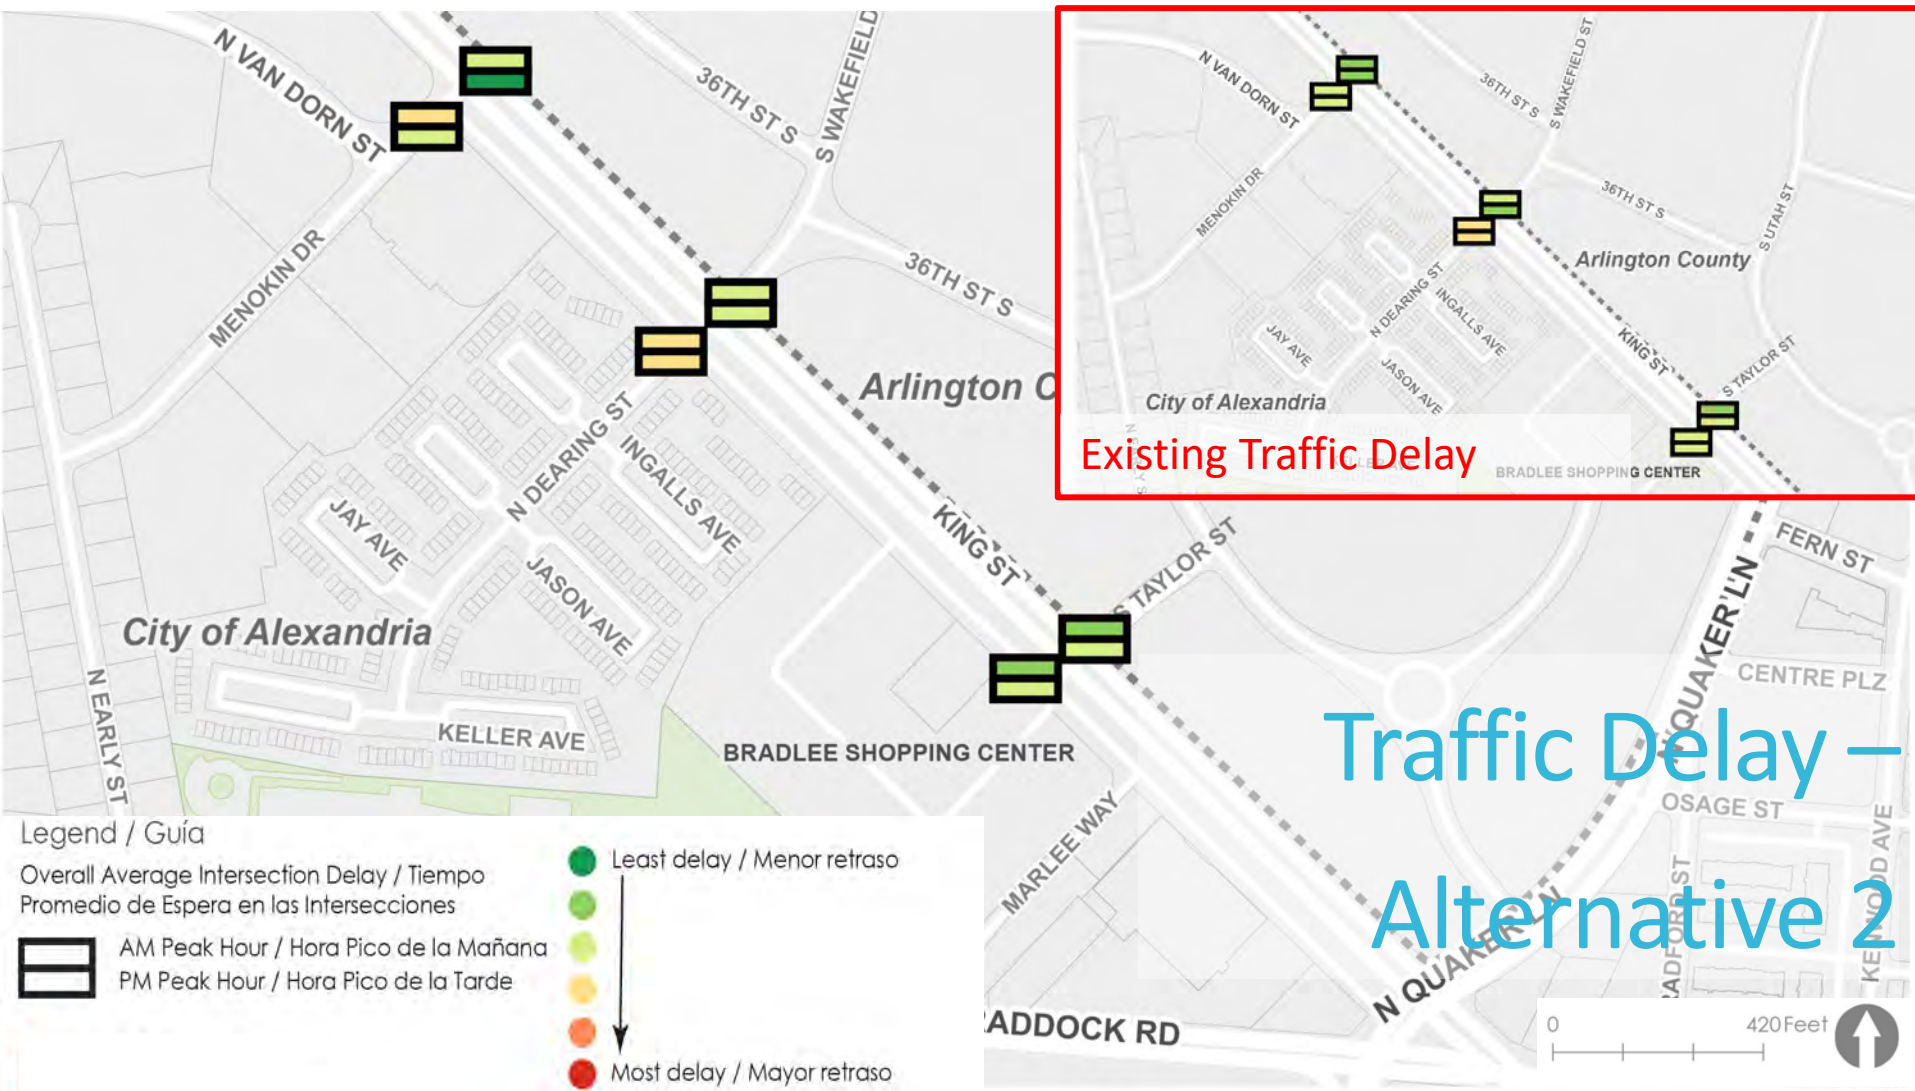 N VAN DORN ST
36TH ST S
S WAKEFIELD
MENOKIN DR
36TH ST S
Arlington C
N DEARING ST
INGALLS AVE
JAY AVE
JASON AVE
KING ST
S TAYLOR ST
City of Alexandria
N EARLY ST
KELLER AVE
BRADLEE SHOPPING CENTER
MARLEE WAY
N VAN DORN ST
36TH ST S
S WAKEFIELD ST
MENOKIN DR
36TH ST S
S UTAH ST
Arlington County
N DEARING ST
INGALLS AVE
JAY AVE
JASON AVE
KING ST
S TAYLOR ST
City of Alexandria
Existing Traffic Delay
BRADLEE SHOPPING CENTER
FERN ST
N QUAKER LN
CENTRE PLZ
Traffic Delay –
OSAGE ST
Alternative 2
KENWOOD AVE
RADFORD ST
N QUAKER LN
ADDOCK RD
0 420 Feet
Legend / Guía
Overall Average Intersection Delay / Tiempo
Promedio de Espera en las Intersecciones
AM Peak Hour / Hora Pico de la Mañana
PM Peak Hour / Hora Pico de la Tarde
Least delay / Menor retraso
Most delay / Mayor retraso